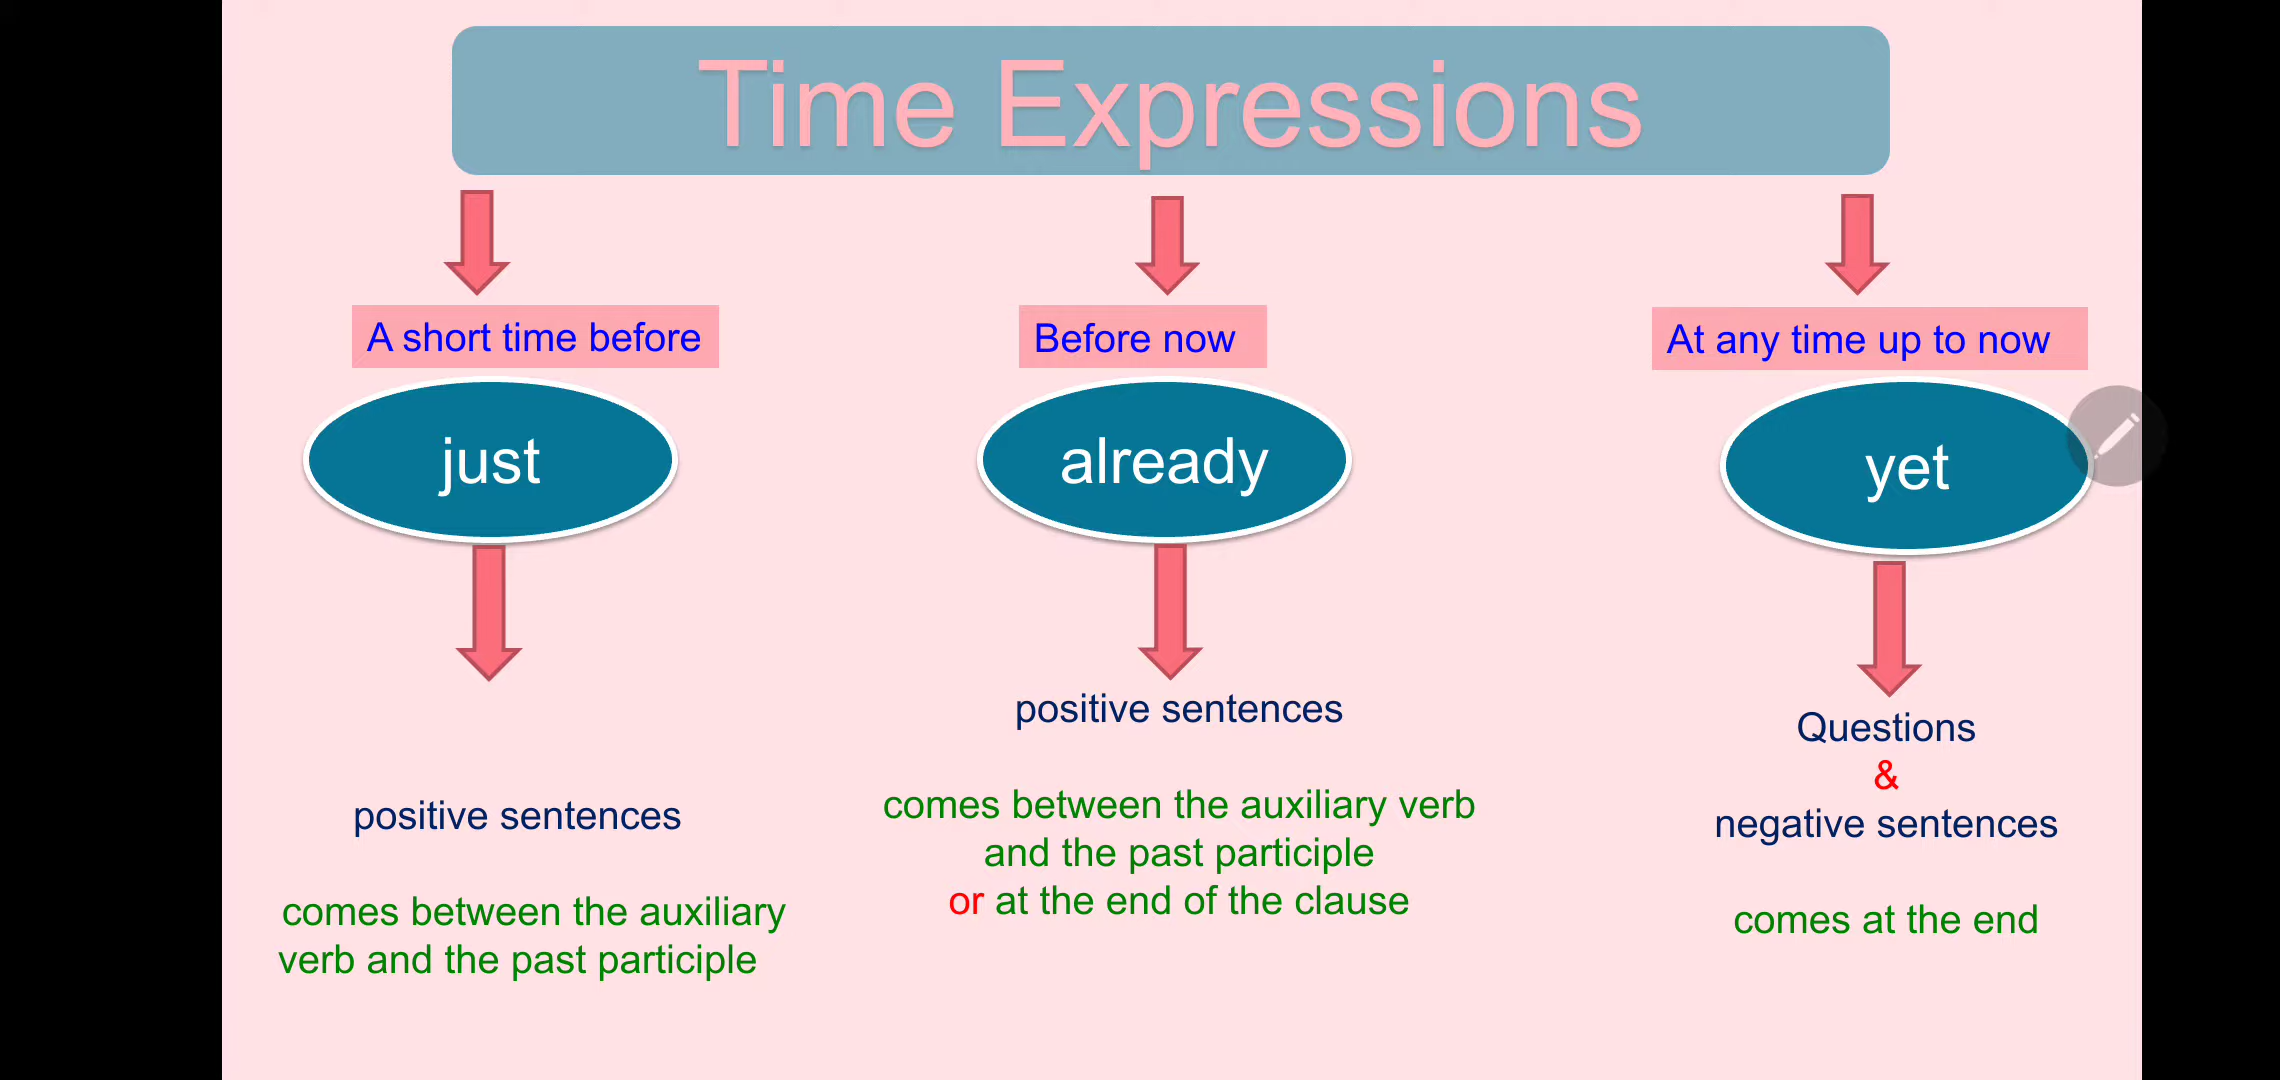 Time Expressions
A short time before
just
positive sentences
comes between the auxiliary
verb and the past participle
Before now
already
positive sentences
comes between the auxiliary verb
and the past participle
or at the end of the clause
At any time up to now
yet
Questions
&
negative sentences
comes at the end